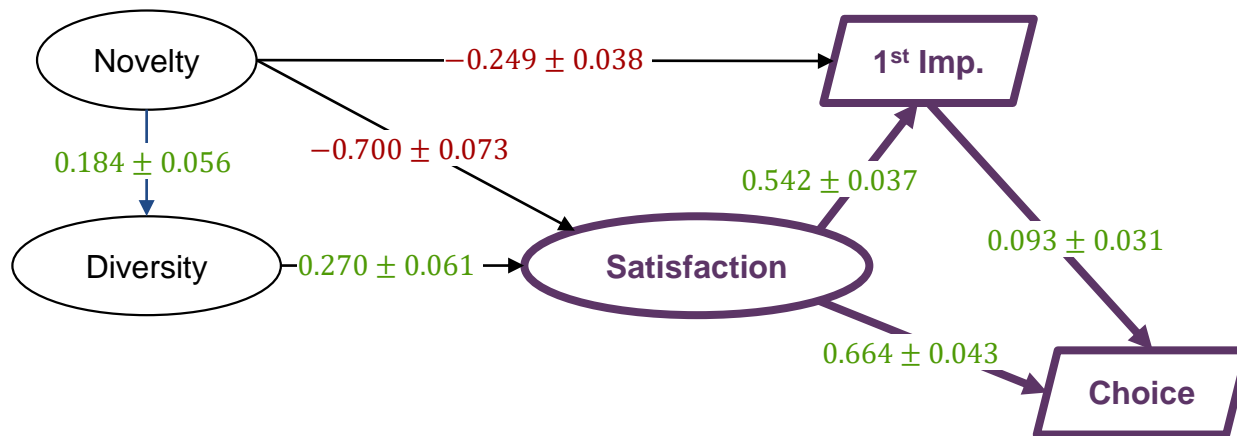 Novelty
−0.249 ± 0.038
1st Imp.
0.184 ± 0.056
−0.700 ± 0.073
0.542 ± 0.037
0.093 ± 0.031
Diversity
0.270 ± 0.061
Satisfaction
0.664 ± 0.043
Choice